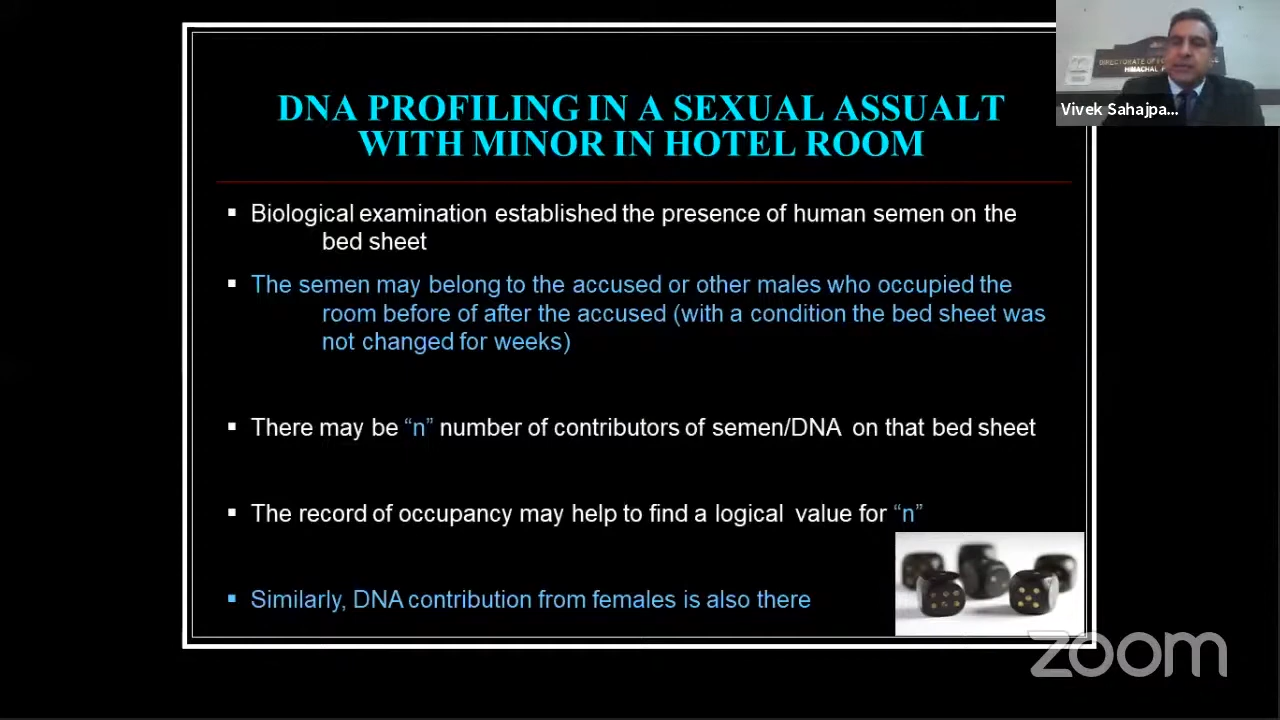 DNA PROFILING IN A SEXUAL ASSUALT
WITH MINOR IN HOTEL ROOM
▪ Biological examination established the presence of human semen on the
bed sheet
▪ The semen may belong to the accused or other males who occupied the
room before of after the accused (with a condition the bed sheet was
not changed for weeks)
▪ There may be “n” number of contributors of semen/DNA on that bed sheet
▪ The record of occupancy may help to find a logical value for “n”
▪ Similarly, DNA contribution from females is also there
DIRECTORATE OF
HIMACHAL
Vivek Sahajpa...
zoom